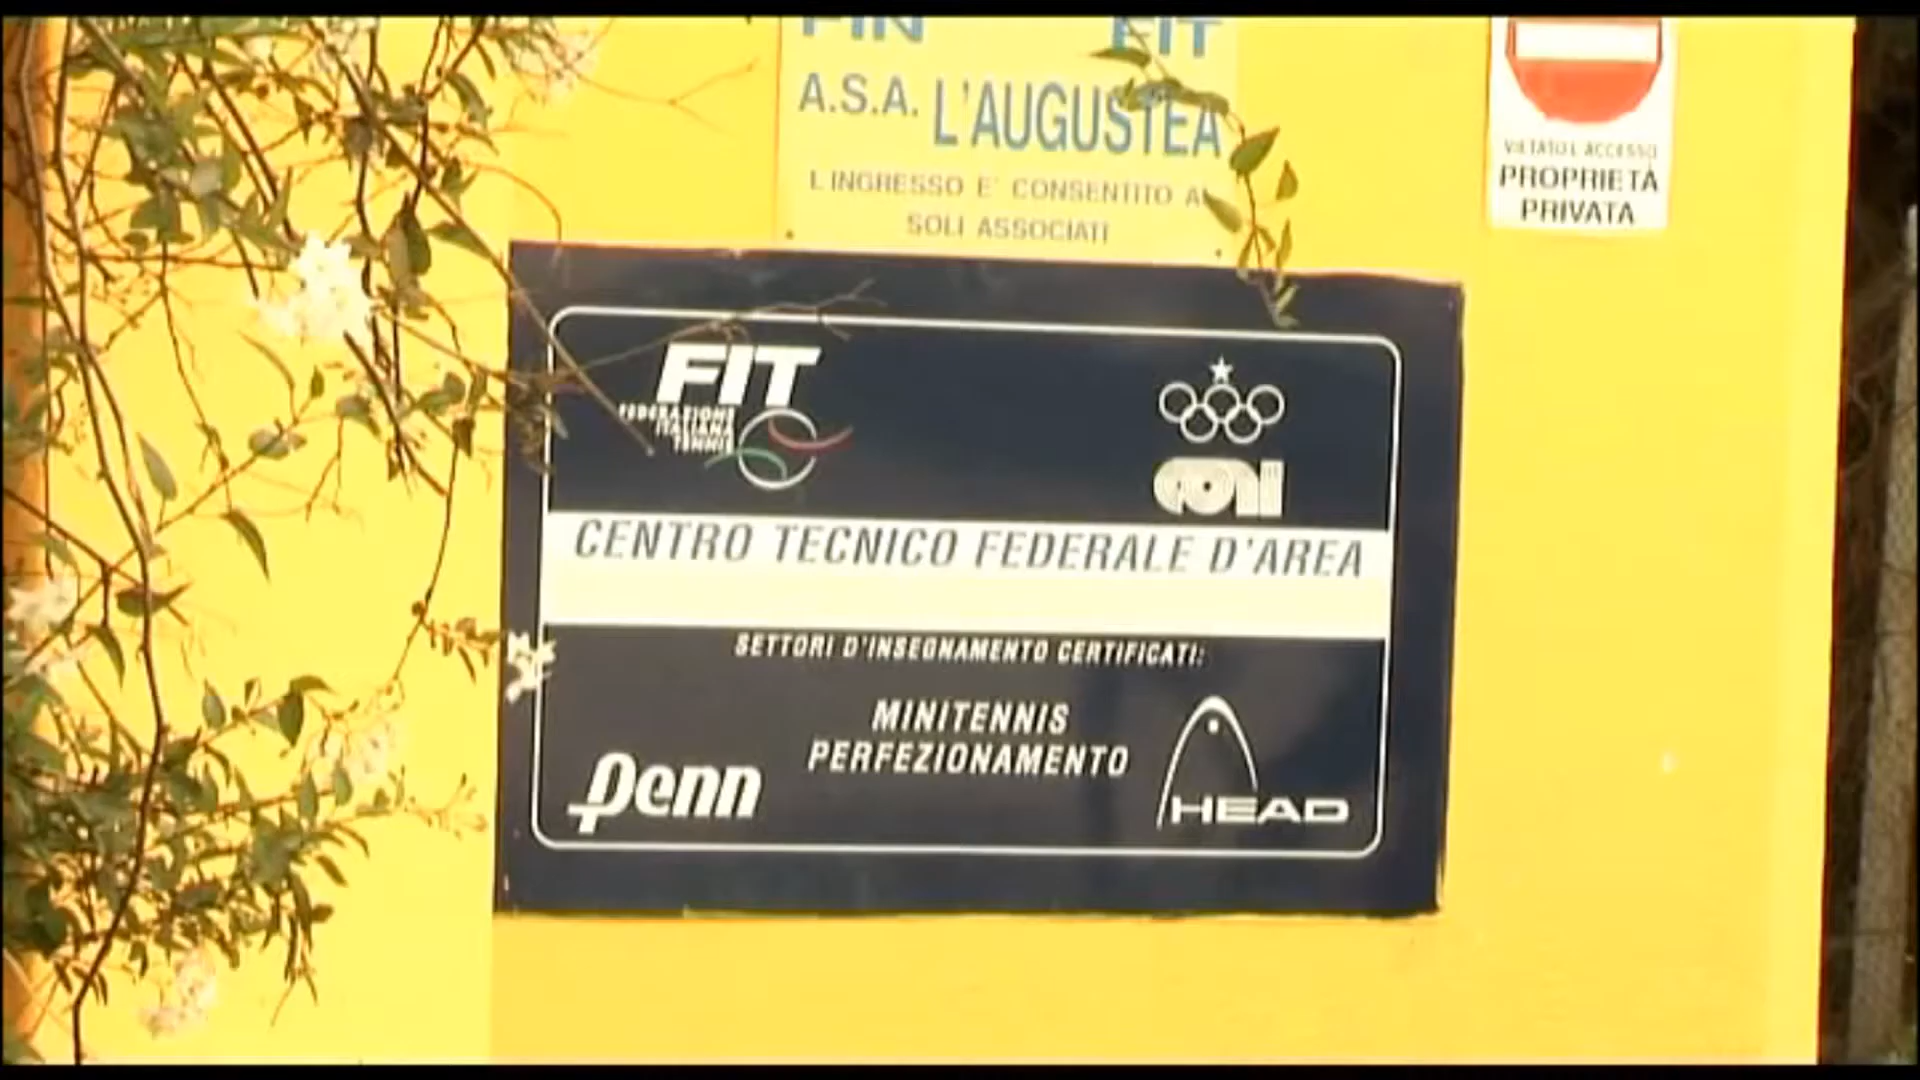 FIN FIT
A.S.A. L'AUGUSTEA
L'INGRESSO E' CONSENTITO AI
SOLI ASSOCIATI
VIETATO L'ACCESSO
PROPRIETÀ
PRIVATA
FIT
FEDERAZIONE
ITALIANA
TENNIS
CONI
CENTRO TECNICO FEDERALE D'AREA
SETTORI D'INSEGNAMENTO CERTIFICATI:
MINITENNIS
PERFEZIONAMENTO
penn
HEAD